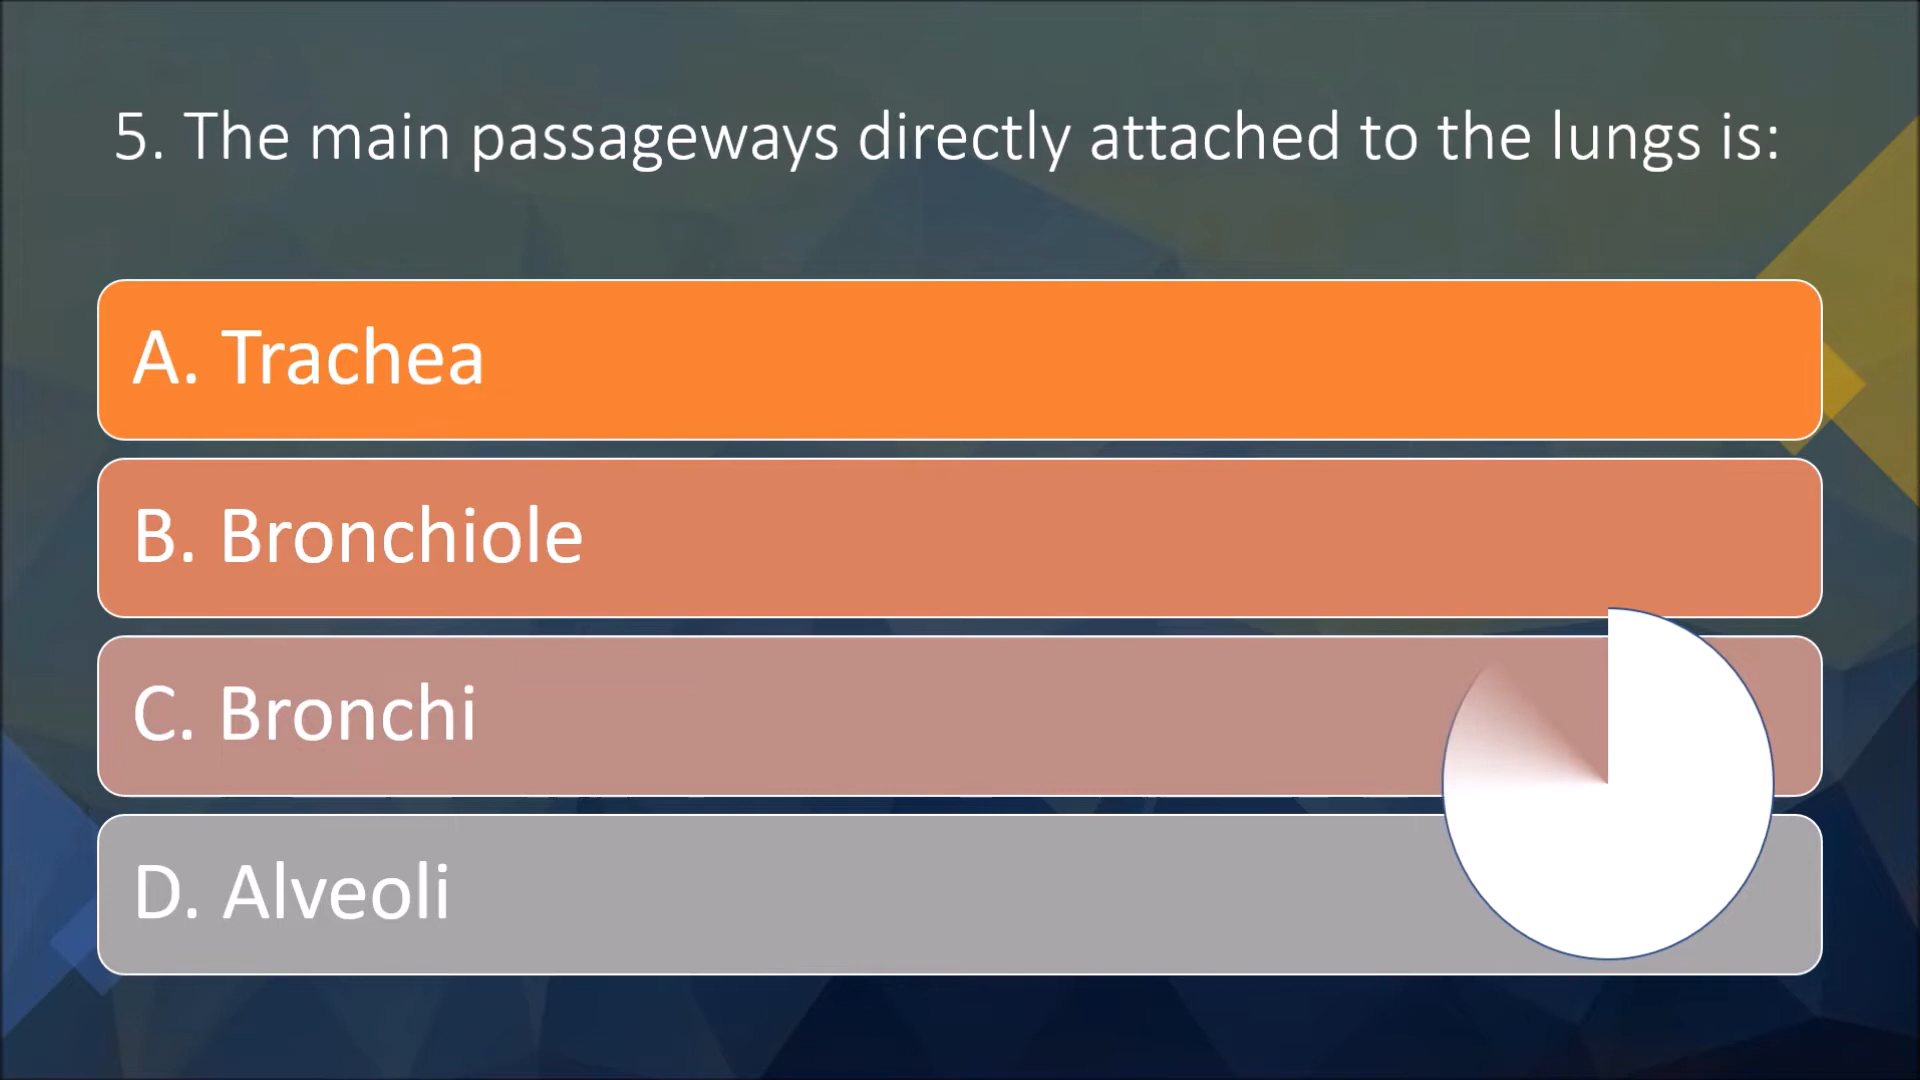 5. The main passageways directly attached to the lungs is:
A. Trachea
B. Bronchiole
C. Bronchi
D. Alveoli